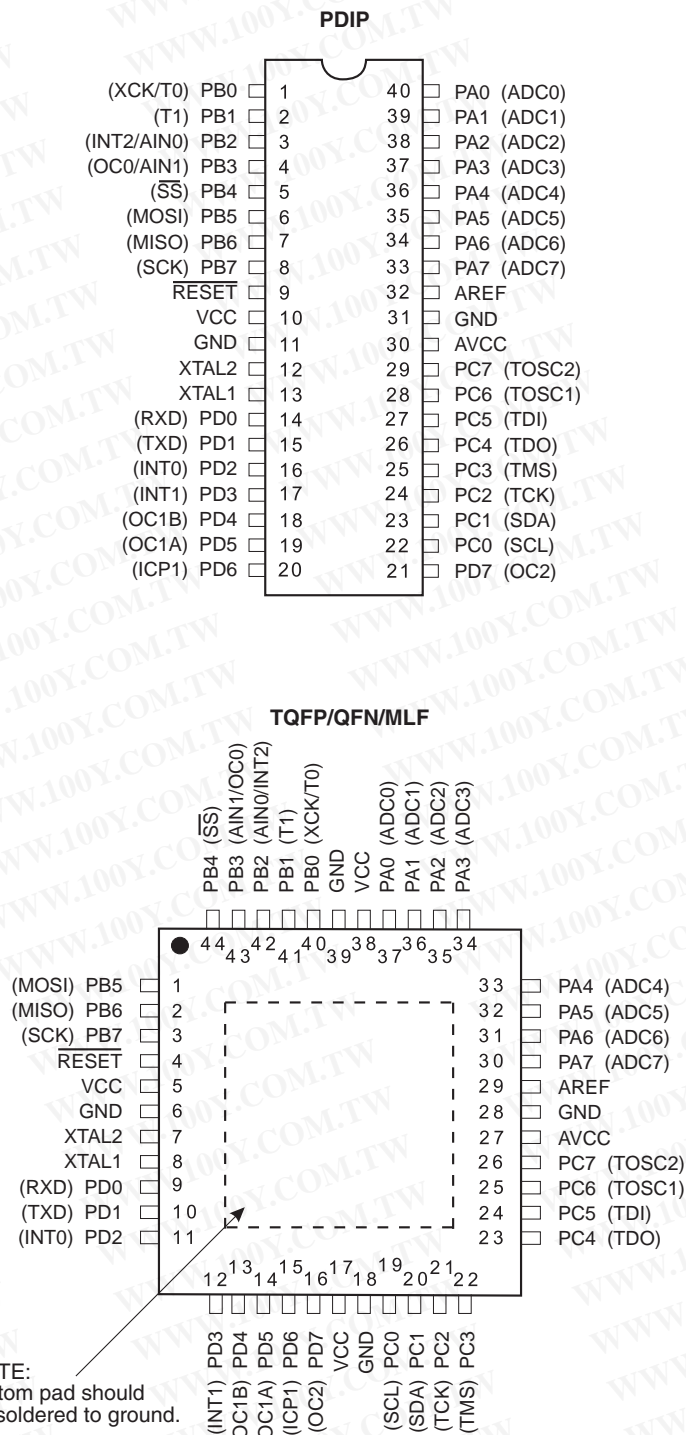 PDIP
(XCK/T0) PB0 1 40 PA0 (ADC0)
(T1) PB1 2 39 PA1 (ADC1)
(INT2/AIN0) PB2 3 38 PA2 (ADC2)
(OC0/AIN1) PB3 4 37 PA3 (ADC3)
(SS) PB4 5 36 PA4 (ADC4)
(MOSI) PB5 6 35 PA5 (ADC5)
(MISO) PB6 7 34 PA6 (ADC6)
(SCK) PB7 8 33 PA7 (ADC7)
RESET 9 32 AREF
VCC 10 31 GND
GND 11 30 AVCC
XTAL2 12 29 PC7 (TOSC2)
XTAL1 13 28 PC6 (TOSC1)
(RXD) PD0 14 27 PC5 (TDI)
(TXD) PD1 15 26 PC4 (TDO)
(INT0) PD2 16 25 PC3 (TMS)
(INT1) PD3 17 24 PC2 (TCK)
(OC1B) PD4 18 23 PC1 (SDA)
(OC1A) PD5 19 22 PC0 (SCL)
(ICP1) PD6 20 21 PD7 (OC2)
TQFP/QFN/MLF
PB4 (SS)
PB3 (AIN1/OC0)
PB2 (AIN0/INT2)
PB1 (T1)
PB0 (XCK/T0)
GND
VCC
PA0 (ADC0)
PA1 (ADC1)
PA2 (ADC2)
PA3 (ADC3)
44 43 42 41 40 39 38 37 36 35 34
(MOSI) PB5 1 33 PA4 (ADC4)
(MISO) PB6 2 32 PA5 (ADC5)
(SCK) PB7 3 31 PA6 (ADC6)
RESET 4 30 PA7 (ADC7)
VCC 5 29 AREF
GND 6 28 GND
XTAL2 7 27 AVCC
XTAL1 8 26 PC7 (TOSC2)
(RXD) PD0 9 25 PC6 (TOSC1)
(TXD) PD1 10 24 PC5 (TDI)
(INT0) PD2 11 23 PC4 (TDO)
12 13 14 15 16 17 18 19 20 21 22
(INT1) PD3
OC1B) PD4
OC1A) PD5
(ICP1) PD6
(OC2) PD7
VCC
GND
(SCL) PC0
(SDA) PC1
(TCK) PC2
(TMS) PC3
TE:
tom pad should
soldered to ground.
WWW.100Y.COM.TW